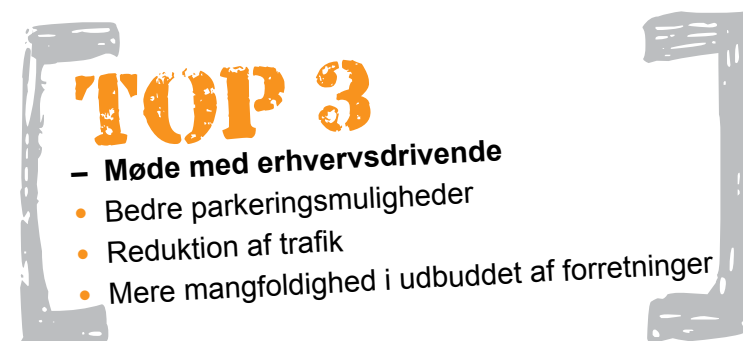 TOP 3
– Møde med erhvervsdrivende
• Bedre parkeringsmuligheder
• Reduktion af trafik
• Mere mangfoldighed i udbuddet af forretninger